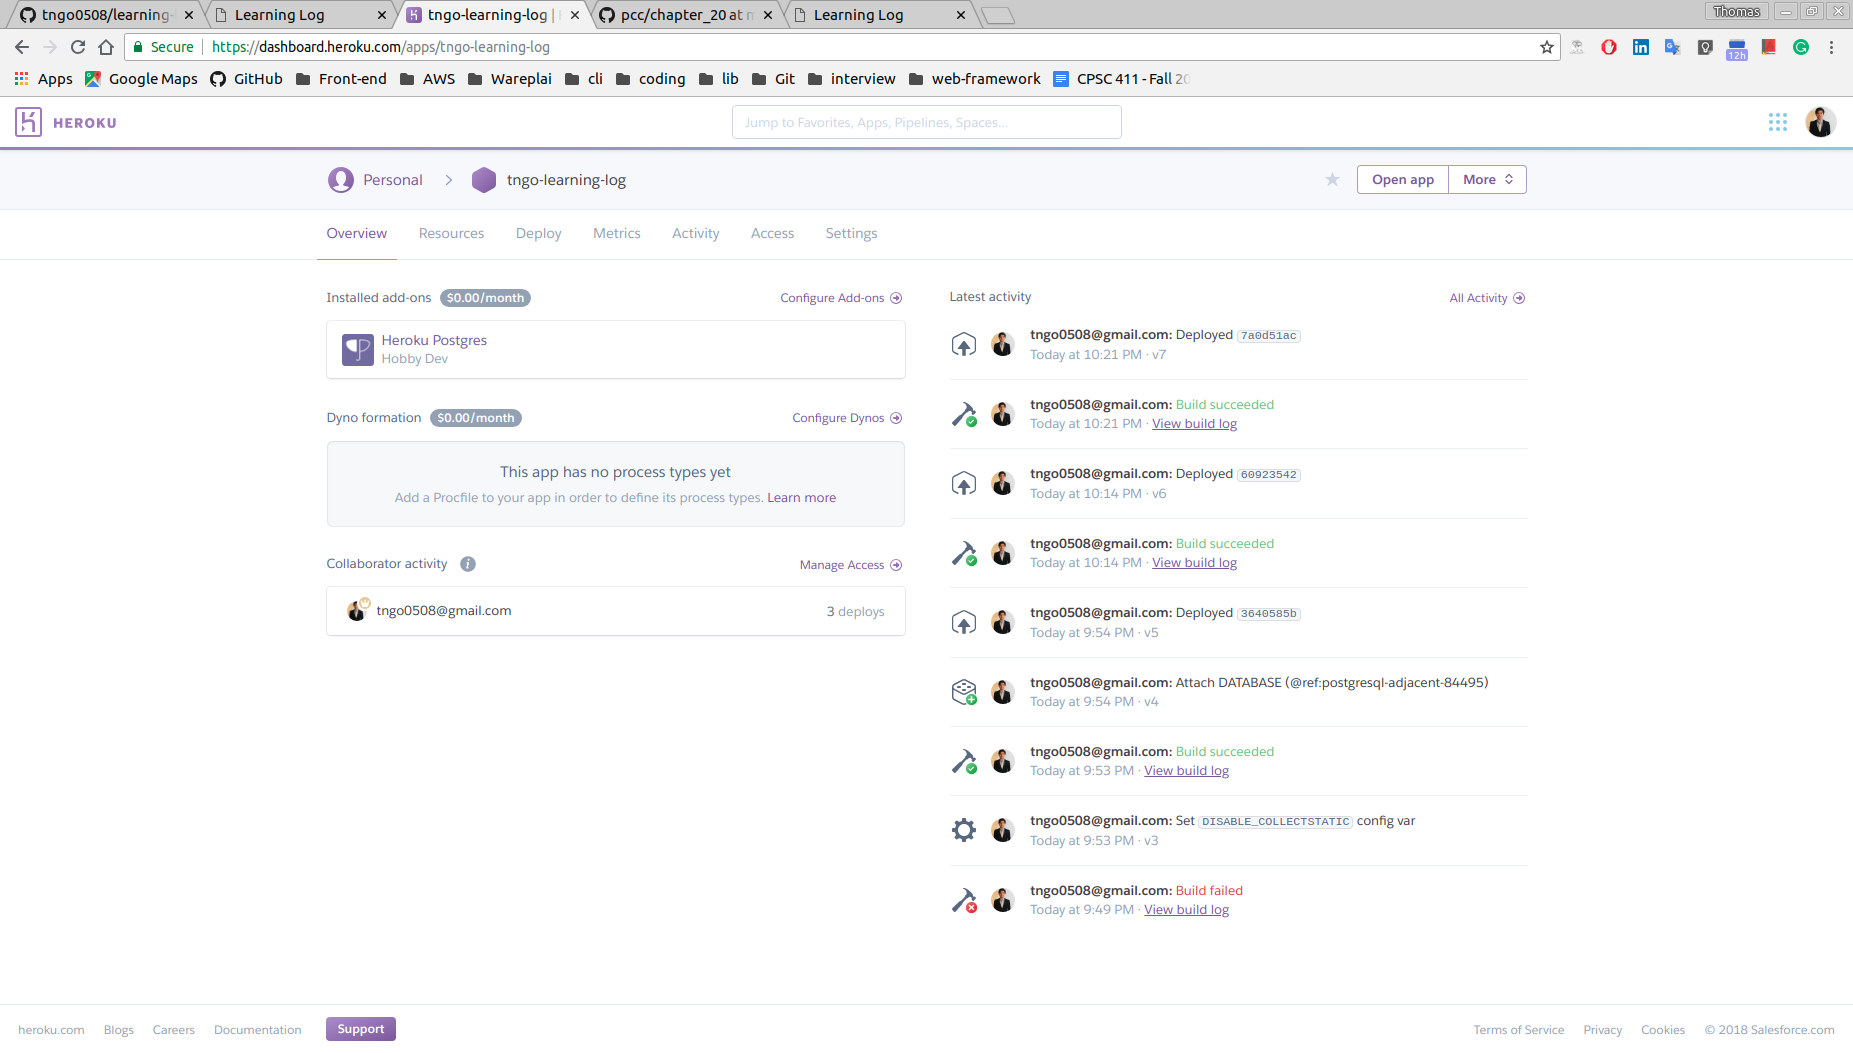 tngo0508/learning-
Learning Log
tngo-learning-log |
pcc/chapter_20 at m
Learning Log
Thomas
Secure
https://dashboard.heroku.com/apps/tngo-learning-log
12h
Apps
Google Maps
GitHub
Front-end
AWS
Wareplai
cli
coding
lib
Git
interview
web-framework
CPSC 411 - Fall 20
HEROKU
Jump to Favorites, Apps, Pipelines, Spaces...
Personal
tngo-learning-log
Open app
More
Overview
Resources
Deploy
Metrics
Activity
Access
Settings
Installed add-ons $0.00/month
Configure Add-ons
Heroku Postgres
Hobby Dev
Dyno formation $0.00/month
Configure Dynos
This app has no process types yet
Add a Procfile to your app in order to define its process types. Learn more
Collaborator activity
Manage Access
tngo0508@gmail.com
3 deploys
Latest activity
All Activity
tngo0508@gmail.com: Deployed 7a0d51ac
Today at 10:21 PM · v7
tngo0508@gmail.com: Build succeeded
Today at 10:21 PM · View build log
tngo0508@gmail.com: Deployed 60923542
Today at 10:14 PM · v6
tngo0508@gmail.com: Build succeeded
Today at 10:14 PM · View build log
tngo0508@gmail.com: Deployed 3640585b
Today at 9:54 PM · v5
tngo0508@gmail.com: Attach DATABASE (@ref:postgresql-adjacent-84495)
Today at 9:54 PM · v4
tngo0508@gmail.com: Build succeeded
Today at 9:53 PM · View build log
tngo0508@gmail.com: Set DISABLE_COLLECTSTATIC config var
Today at 9:53 PM · v3
tngo0508@gmail.com: Build failed
Today at 9:49 PM · View build log
heroku.com
Blogs
Careers
Documentation
Support
Terms of Service
Privacy
Cookies
© 2018 Salesforce.com